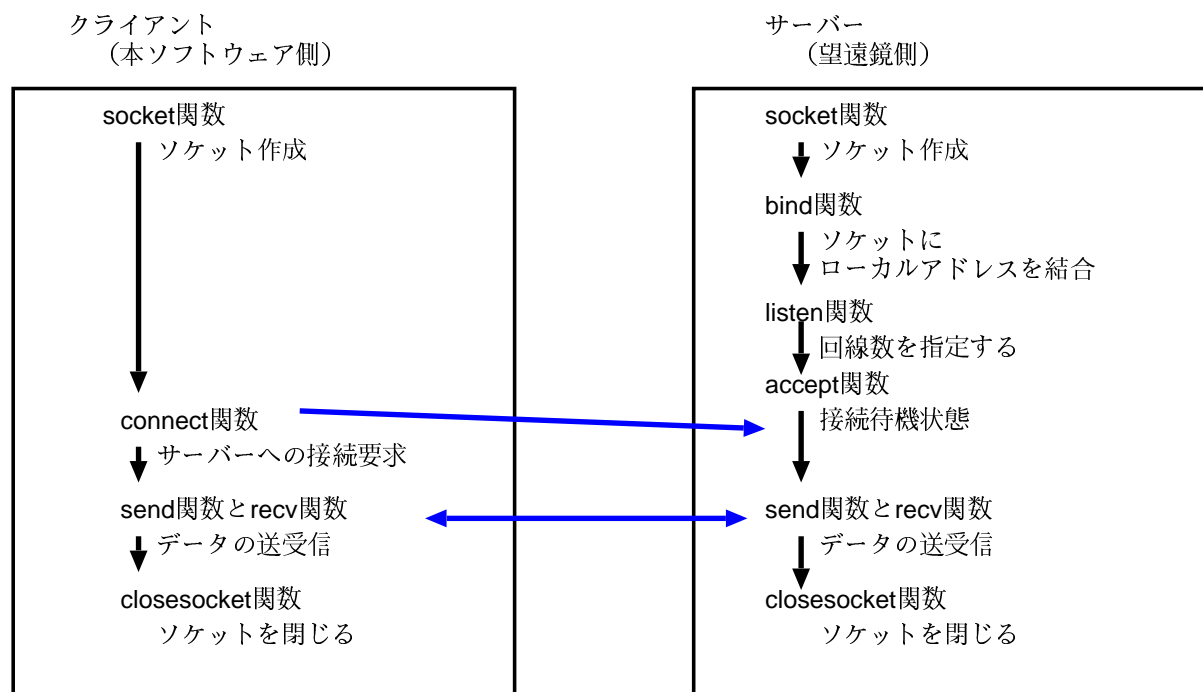 クライアント
（本ソフトウェア側）
socket関数
ソケット作成
connect関数
サーバーへの接続要求
send関数とrecv関数
データの送受信
closesocket関数
ソケットを閉じる
サーバー
（望遠鏡側）
socket関数
ソケット作成
bind関数
ソケットに
ローカルアドレスを結合
listen関数
回線数を指定する
accept関数
接続待機状態
send関数とrecv関数
データの送受信
closesocket関数
ソケットを閉じる